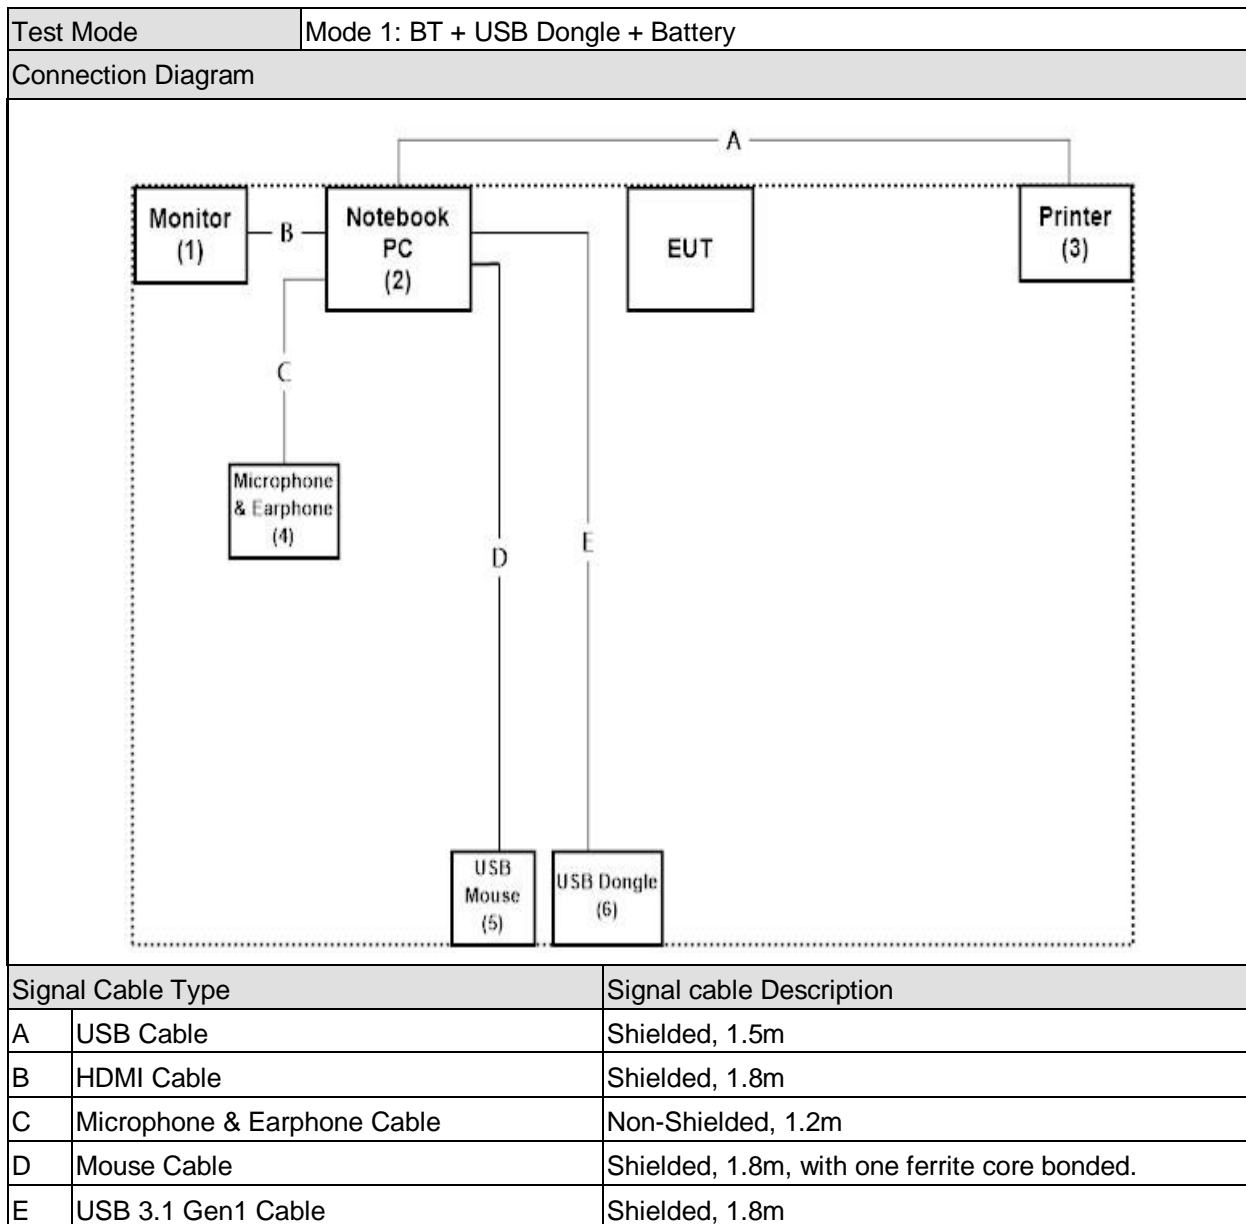 Test Mode Mode 1: BT + USB Dongle + Battery
Connection Diagram
A
Monitor
(1)
B
Notebook
PC
(2)
EUT
Printer
(3)
C
Microphone
& Earphone
(4)
D
E
USB
Mouse
(5)
USB Dongle
(6)
Signal Cable Type Signal cable Description
A USB Cable Shielded, 1.5m
B HDMI Cable Shielded, 1.8m
C Microphone & Earphone Cable Non-Shielded, 1.2m
D Mouse Cable Shielded, 1.8m, with one ferrite core bonded.
E USB 3.1 Gen1 Cable Shielded, 1.8m